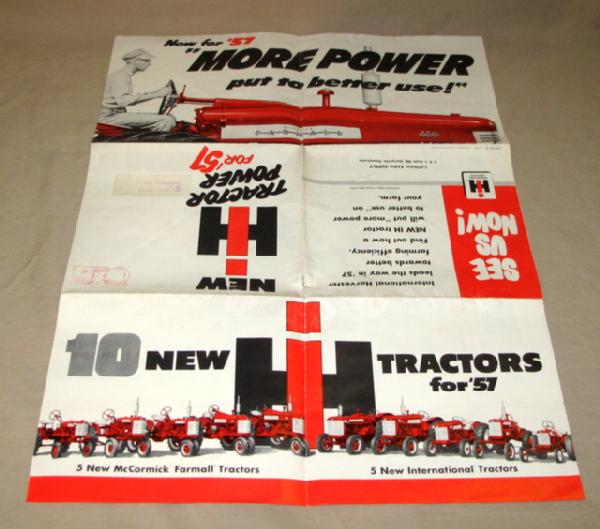 Now for '57
"MORE POWER
put to better use!"
FARMALL
450
NEW
IH
TRACTOR
POWER
FOR '57
SEE
US
NOW!
IH
International Harvester
leads the way in '57
towards better
farming efficiency.
Find out how a
NEW IH tractor
will put "more power
to better use" on
your farm.
10 NEW IH TRACTORS
for '57
5 New McCormick® Farmall® Tractors
5 New International® Tractors